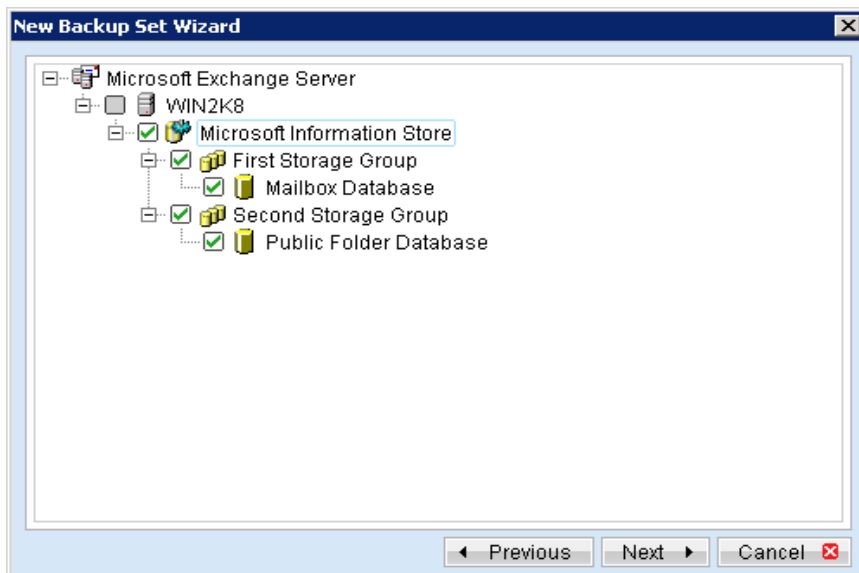 New Backup Set Wizard
Microsoft Exchange Server
WIN2K8
Microsoft Information Store
First Storage Group
Mailbox Database
Second Storage Group
Public Folder Database
Previous Next Cancel